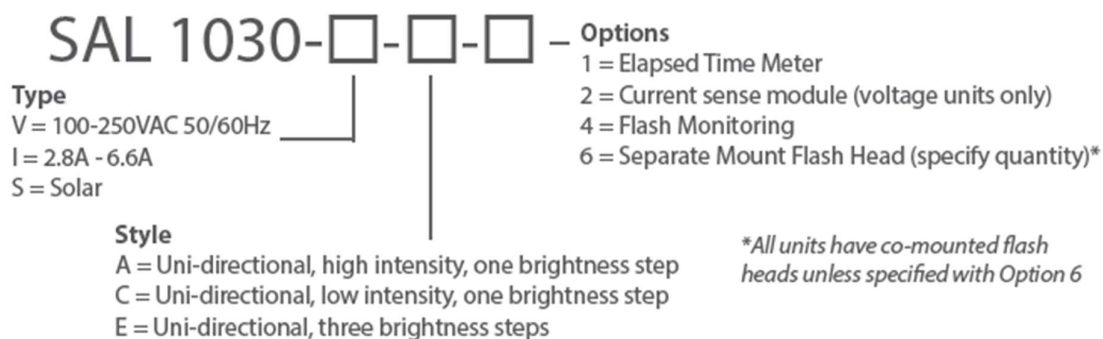 SAL 1030-□-□-□ – Options
1 = Elapsed Time Meter
2 = Current sense module (voltage units only)
4 = Flash Monitoring
6 = Separate Mount Flash Head (specify quantity)*
Type
V = 100-250VAC 50/60Hz
I = 2.8A - 6.6A
S = Solar
Style
A = Uni-directional, high intensity, one brightness step
C = Uni-directional, low intensity, one brightness step
E = Uni-directional, three brightness steps
*All units have co-mounted flash
heads unless specified with Option 6